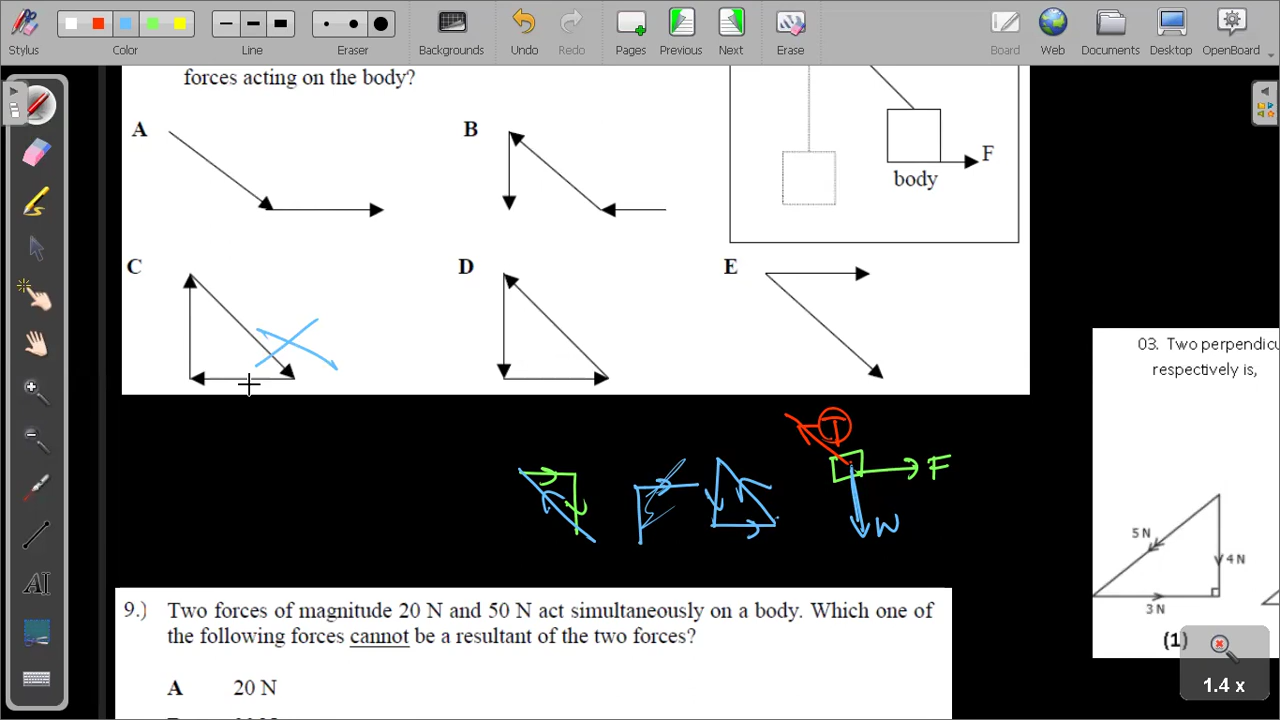 Stylus
Color
Line
Eraser
Backgrounds
Undo
Redo
Pages
Previous
Next
Erase
Board
Web
Documents
Desktop
OpenBoard
forces acting on the body?
A
B
F
body
C
D
E
T
F
W
03. Two perpendicu
respectively is,
5 N
4 N
3 N
(1)
9.) Two forces of magnitude 20 N and 50 N act simultaneously on a body. Which one of
the following forces cannot be a resultant of the two forces?
A 20 N
AI
1.4 x